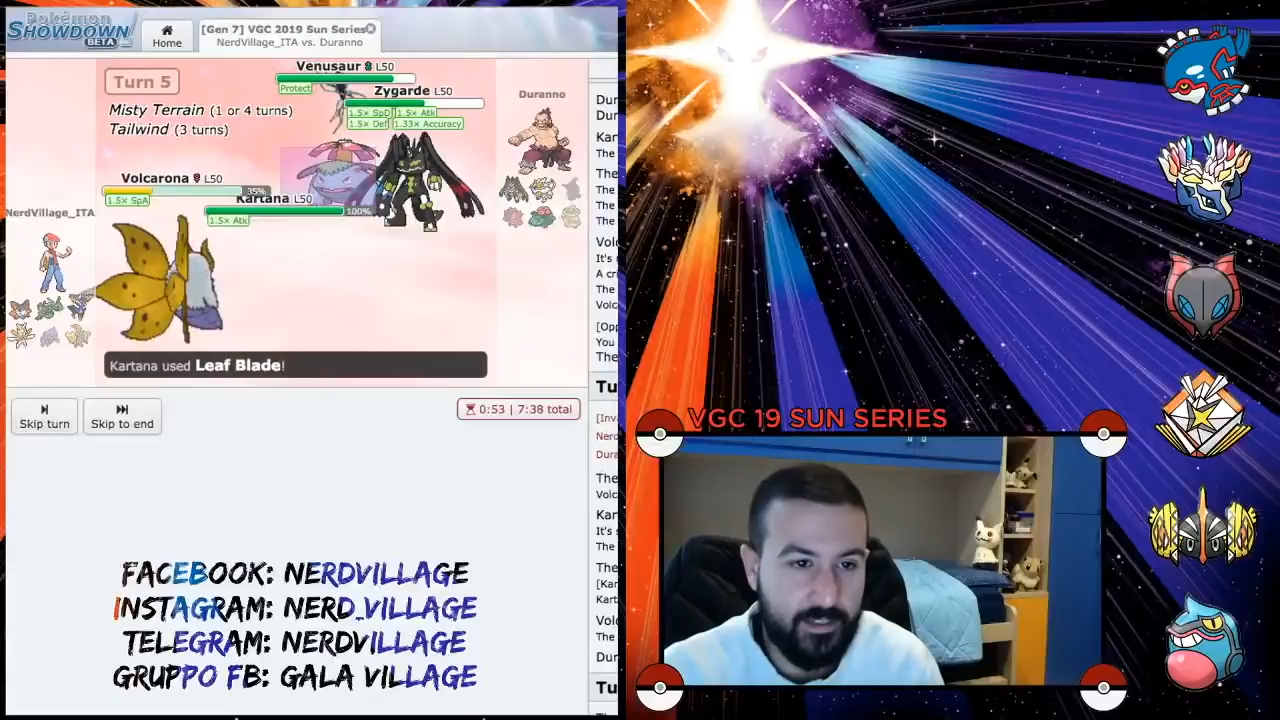 Pokémon
SHOWDOWN
BETA
Home
[Gen 7] VGC 2019 Sun Series
NerdVillage_ITA vs. Duranno
Turn 5
Misty Terrain (1 or 4 turns)
Tailwind (3 turns)
Venusaur L50
Protect
Zygarde L50
1.5× SpD 1.5× Atk
1.5× Def 1.33× Accuracy
Duranno
Volcarona L50
35%
1.5× SpA
Kartana L50
100%
1.5× Atk
NerdVillage_ITA
Kartana used Leaf Blade!
Skip turn
Skip to end
0:53 | 7:38 total
VGC 19 SUN SERIES
FACEBOOK: NERDVILLAGE
INSTAGRAM: NERD_VILLAGE
TELEGRAM: NERDVILLAGE
GRUPPO FB: GALA VILLAGE